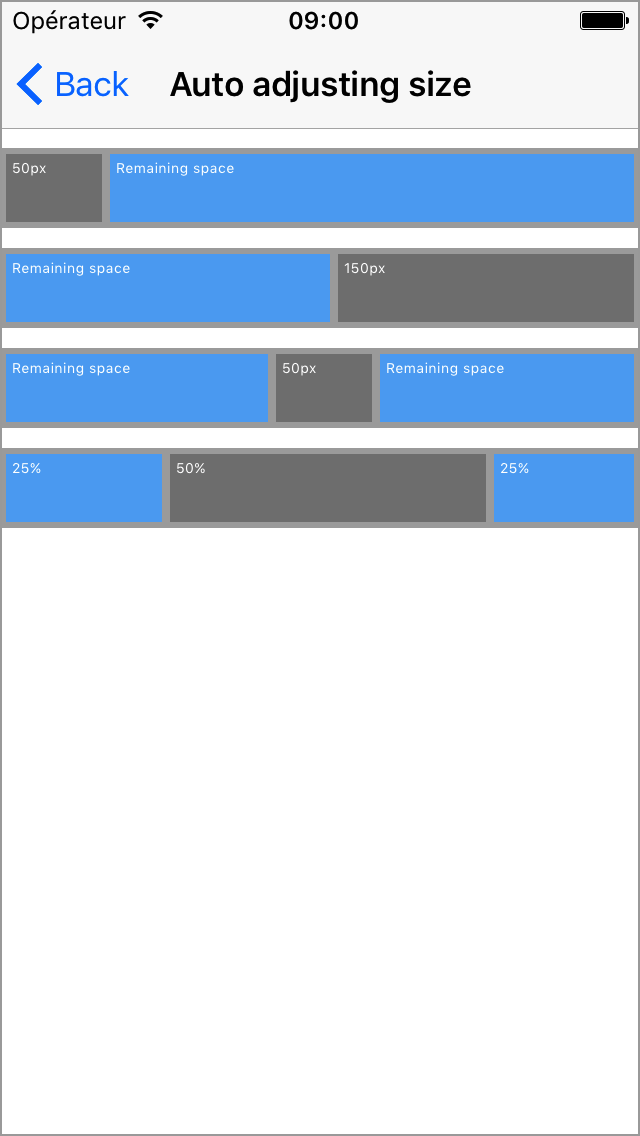 Opérateur 09:00
Back Auto adjusting size
50px Remaining space
Remaining space 150px
Remaining space 50px Remaining space
25% 50% 25%